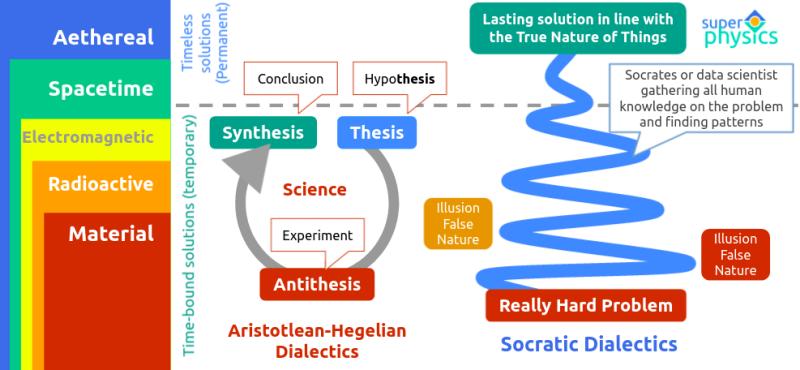 Aethereal
Spacetime
Electromagnetic
Radioactive
Material
Timeless
solutions
(Permanent)
Time-bound solutions (temporary)
Conclusion
Hypothesis
Synthesis
Thesis
Science
Experiment
Antithesis
Aristotlean-Hegelian
Dialectics
Lasting solution in line with
the True Nature of Things
super
physics
Socrates or data scientist
gathering all human
knowledge on the problem
and finding patterns
Illusion
False
Nature
Illusion
False
Nature
Really Hard Problem
Socratic Dialectics